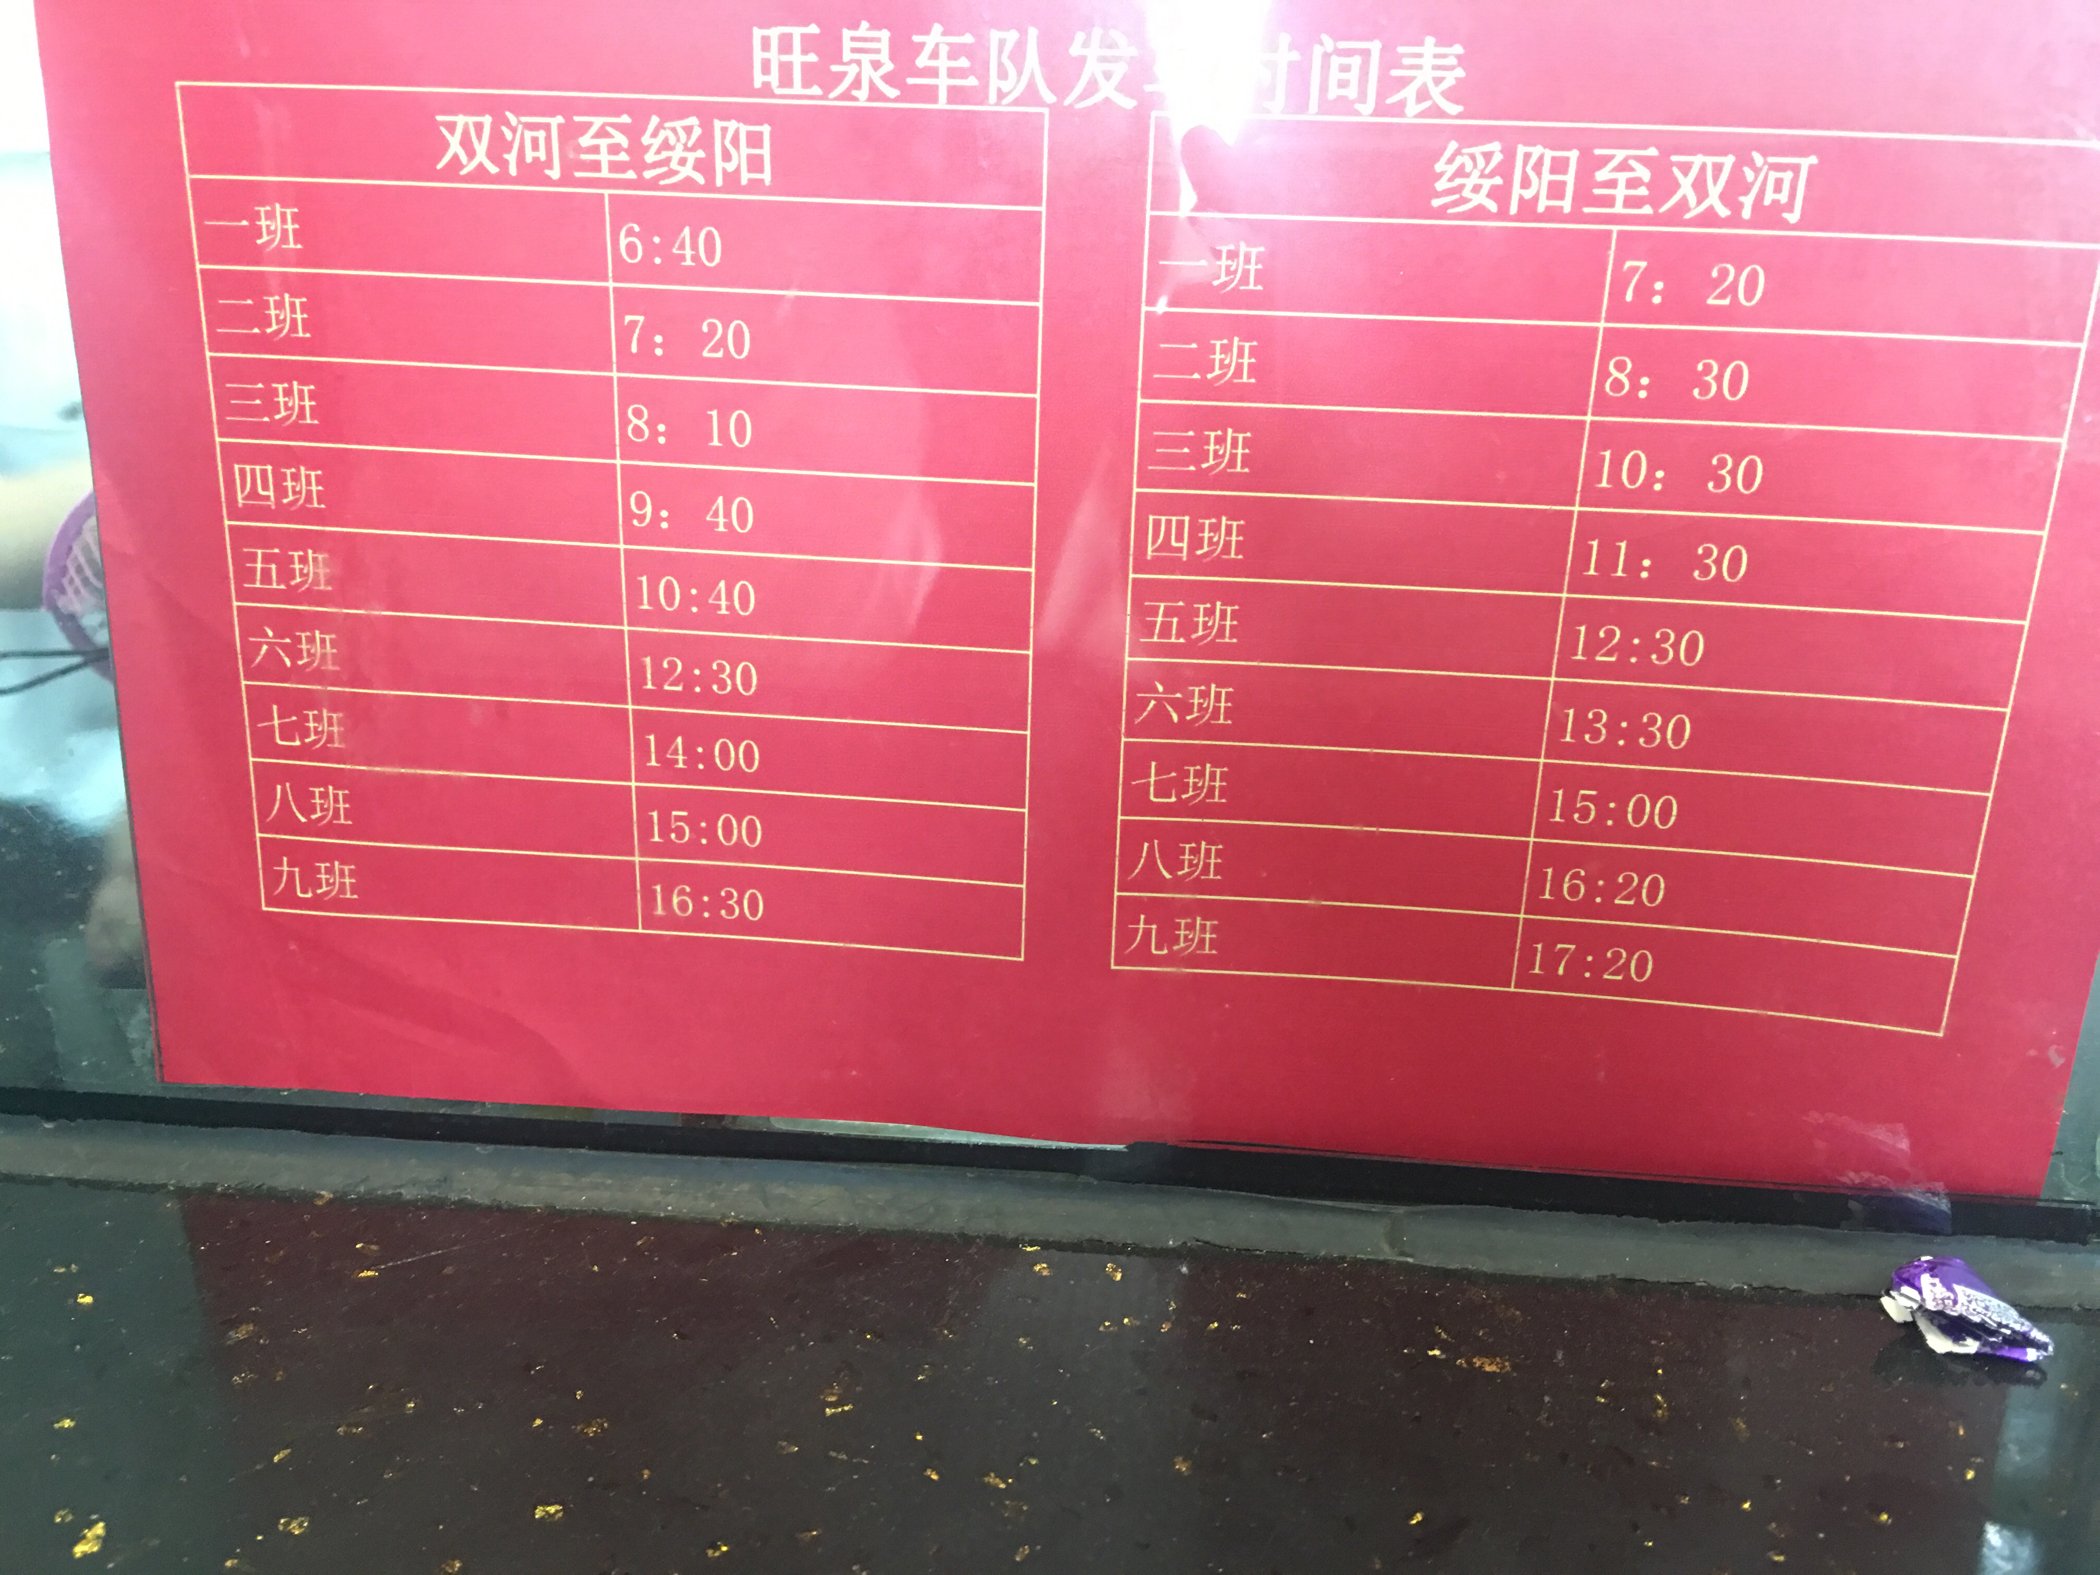 旺泉车队发车时间表
双河至绥阳
一班 6:40
二班 7：20
三班 8：10
四班 9：40
五班 10:40
六班 12:30
七班 14:00
八班 15:00
九班 16:30
绥阳至双河
一班 7：20
二班 8：30
三班 10：30
四班 11：30
五班 12:30
六班 13:30
七班 15:00
八班 16:20
九班 17:20